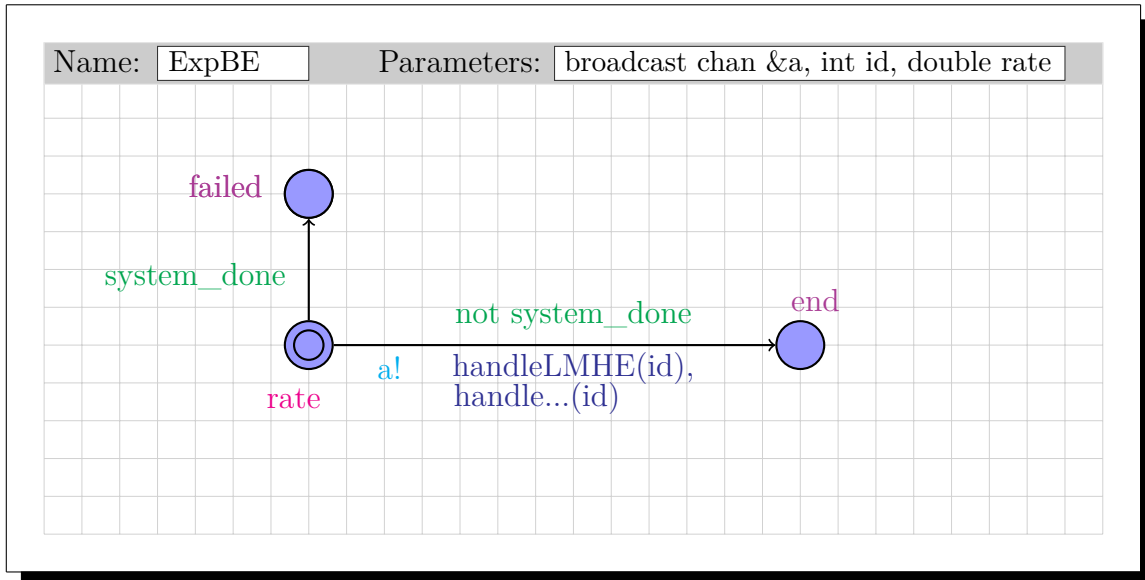 Name: ExpBE Parameters: broadcast chan &a, int id, double rate
failed
system_done
end
not system_done
a! handleLMHE(id),
handle...(id)
rate